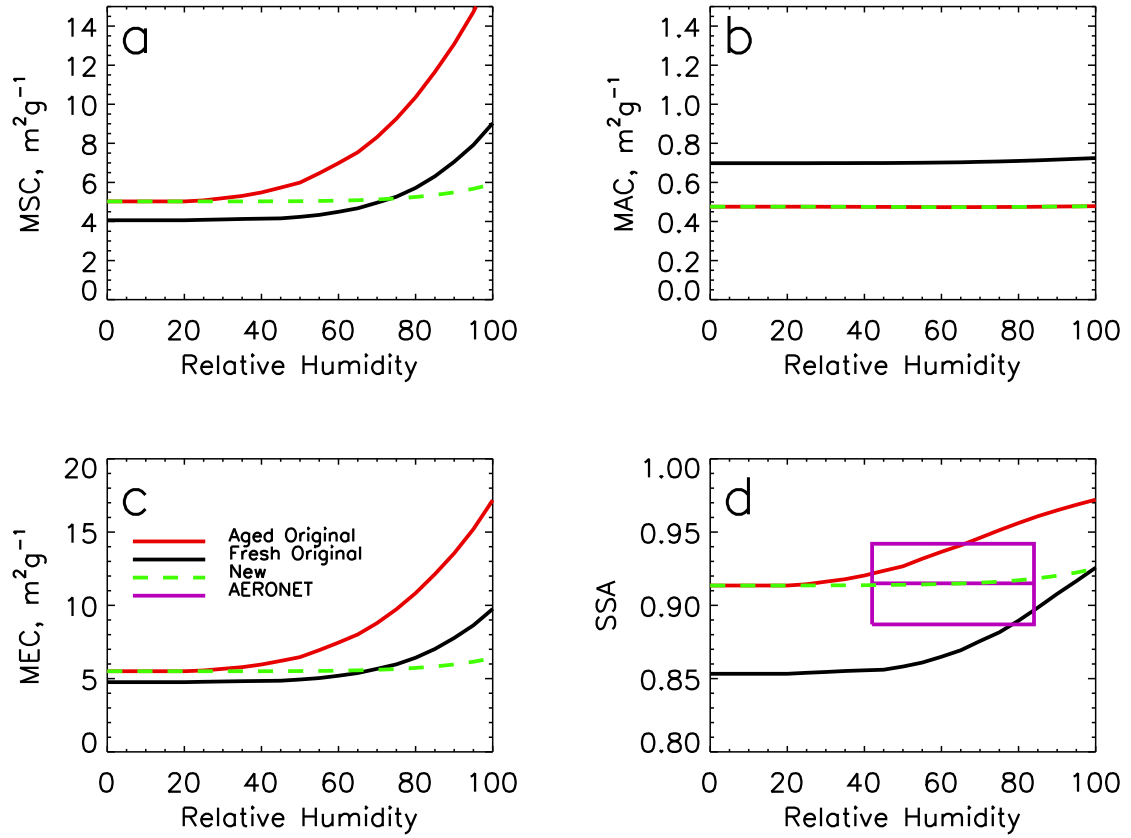 a
14
12
10
8
6
4
2
0
MSC, m²g⁻¹
0 20 40 60 80 100
Relative Humidity
b
1.4
1.2
1.0
0.8
0.6
0.4
0.2
0.0
MAC, m²g⁻¹
0 20 40 60 80 100
Relative Humidity
c
20
15
10
5
0
MEC, m²g⁻¹
Aged Original
Fresh Original
New
AERONET
0 20 40 60 80 100
Relative Humidity
d
1.00
0.95
0.90
0.85
0.80
SSA
0 20 40 60 80 100
Relative Humidity